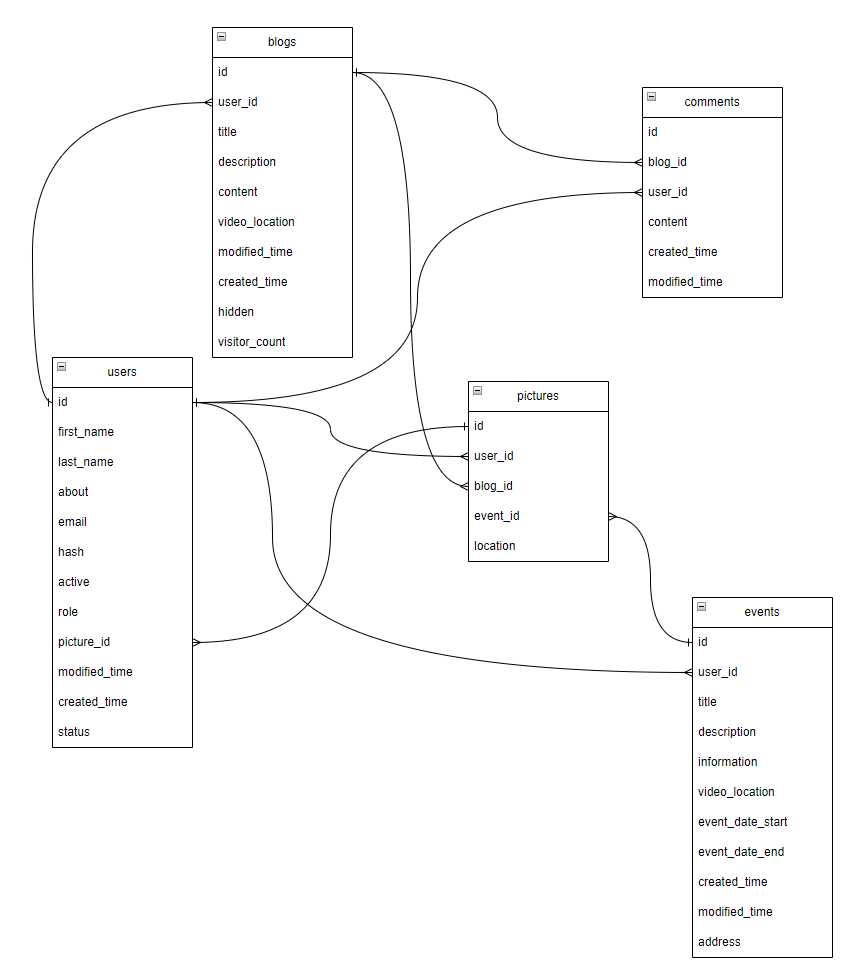 blogs
id
user_id
title
description
content
video_location
modified_time
created_time
hidden
visitor_count
comments
id
blog_id
user_id
content
created_time
modified_time
users
id
first_name
last_name
about
email
hash
active
role
picture_id
modified_time
created_time
status
pictures
id
user_id
blog_id
event_id
location
events
id
user_id
title
description
information
video_location
event_date_start
event_date_end
created_time
modified_time
address